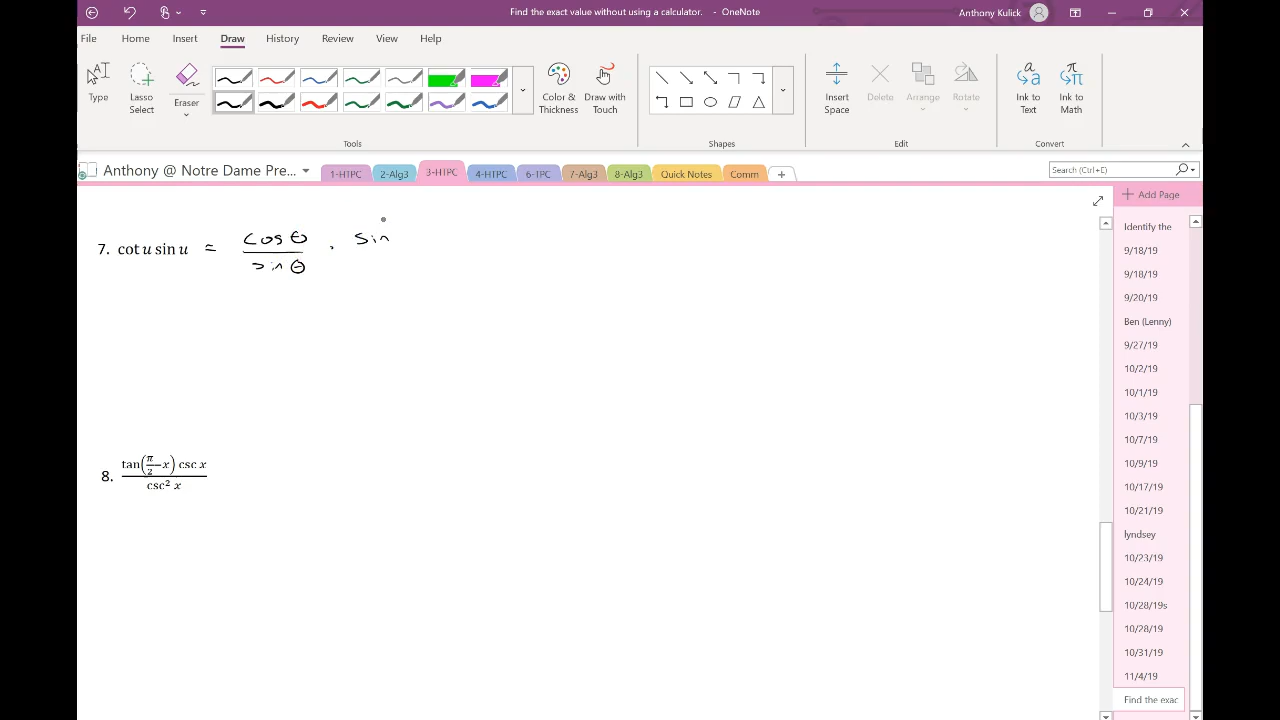 Find the exact value without using a calculator. - OneNote
Anthony Kulick
File Home Insert Draw History Review View Help
Type
Lasso Select
Eraser
Color & Thickness
Draw with Touch
Insert Space
Delete
Arrange
Rotate
Ink to Text
Ink to Math
Tools
Shapes
Edit
Convert
Anthony @ Notre Dame Pre...
1-HTPC 2-Alg3 3-HTPC 4-HTPC 6-TPC 7-Alg3 8-Alg3 Quick Notes Comm +
Search (Ctrl+E)
+ Add Page
Identify the
9/18/19
9/18/19
9/20/19
Ben (Lenny)
9/27/19
10/2/19
10/1/19
10/3/19
10/7/19
10/9/19
10/17/19
10/21/19
lyndsey
10/23/19
10/24/19
10/28/19s
10/28/19
10/31/19
11/4/19
Find the exac
7. cot u sin u = cos θ / sin θ · sin
8. tan(π/2 − x) csc x / csc² x